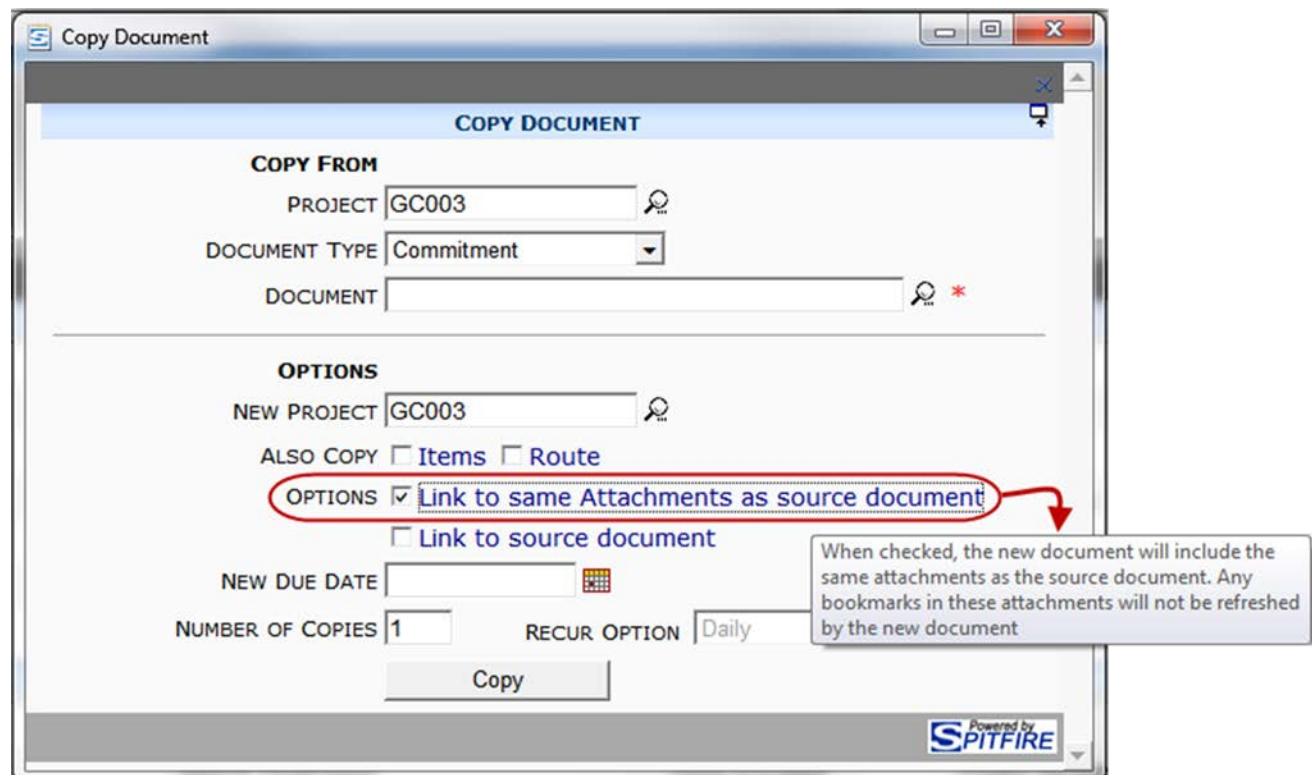 Copy Document
COPY DOCUMENT
COPY FROM
PROJECT GC003
DOCUMENT TYPE Commitment
DOCUMENT *
OPTIONS
NEW PROJECT GC003
ALSO COPY Items Route
OPTIONS Link to same Attachments as source document
Link to source document
When checked, the new document will include the
same attachments as the source document. Any
bookmarks in these attachments will not be refreshed
by the new document
NEW DUE DATE
NUMBER OF COPIES 1 RECUR OPTION Daily
Copy
Powered by
SPITFIRE